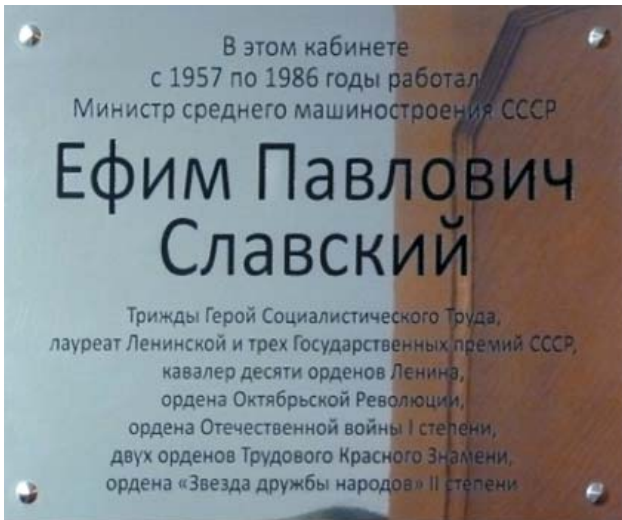 В этом кабинете
с 1957 по 1986 годы работал
Министр среднего машиностроения СССР
Ефим Павлович
Славский
Трижды Герой Социалистического Труда,
лауреат Ленинской и трех Государственных премий СССР,
кавалер десяти орденов Ленина,
ордена Октябрьской Революции,
ордена Отечественной войны I степени,
двух орденов Трудового Красного Знамени,
ордена «Звезда дружбы народов» II степени